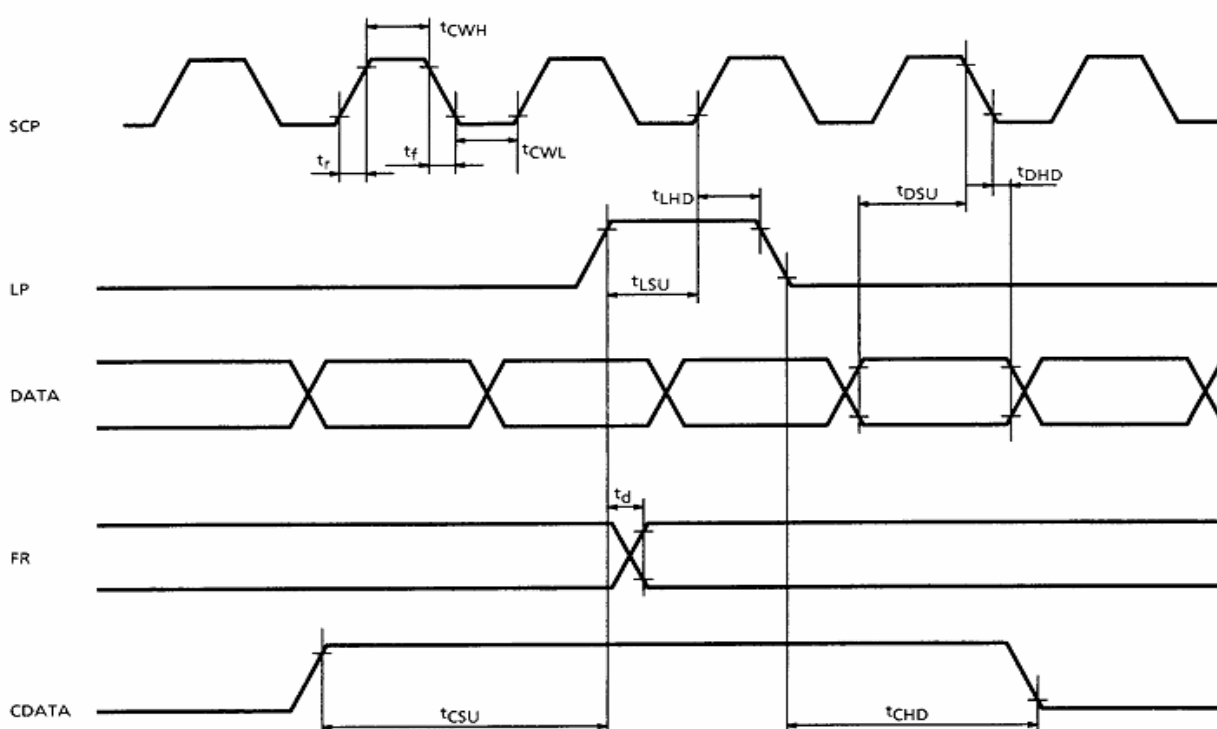 tCWH
SCP
tr
tf
tCWL
tLHD
tDSU
tDHD
LP
tLSU
DATA
td
FR
CDATA
tCSU
tCHD